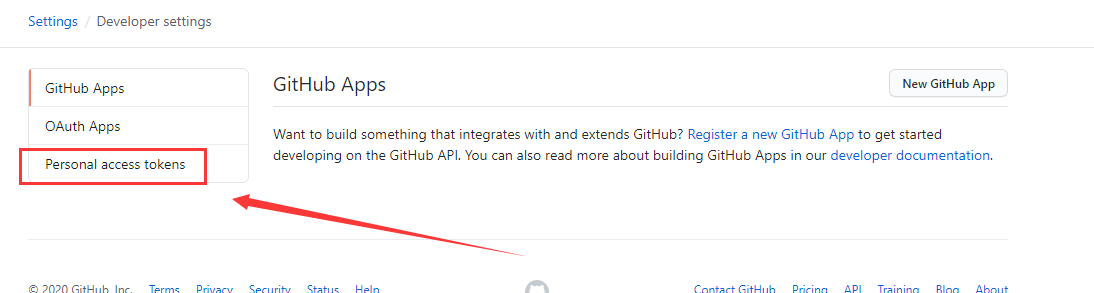 Settings / Developer settings
GitHub Apps
OAuth Apps
Personal access tokens
GitHub Apps
New GitHub App
Want to build something that integrates with and extends GitHub? Register a new GitHub App to get started
developing on the GitHub API. You can also read more about building GitHub Apps in our developer documentation.
© 2020 GitHub, Inc. Terms Privacy Security Status Help Contact GitHub Pricing API Training Blog About